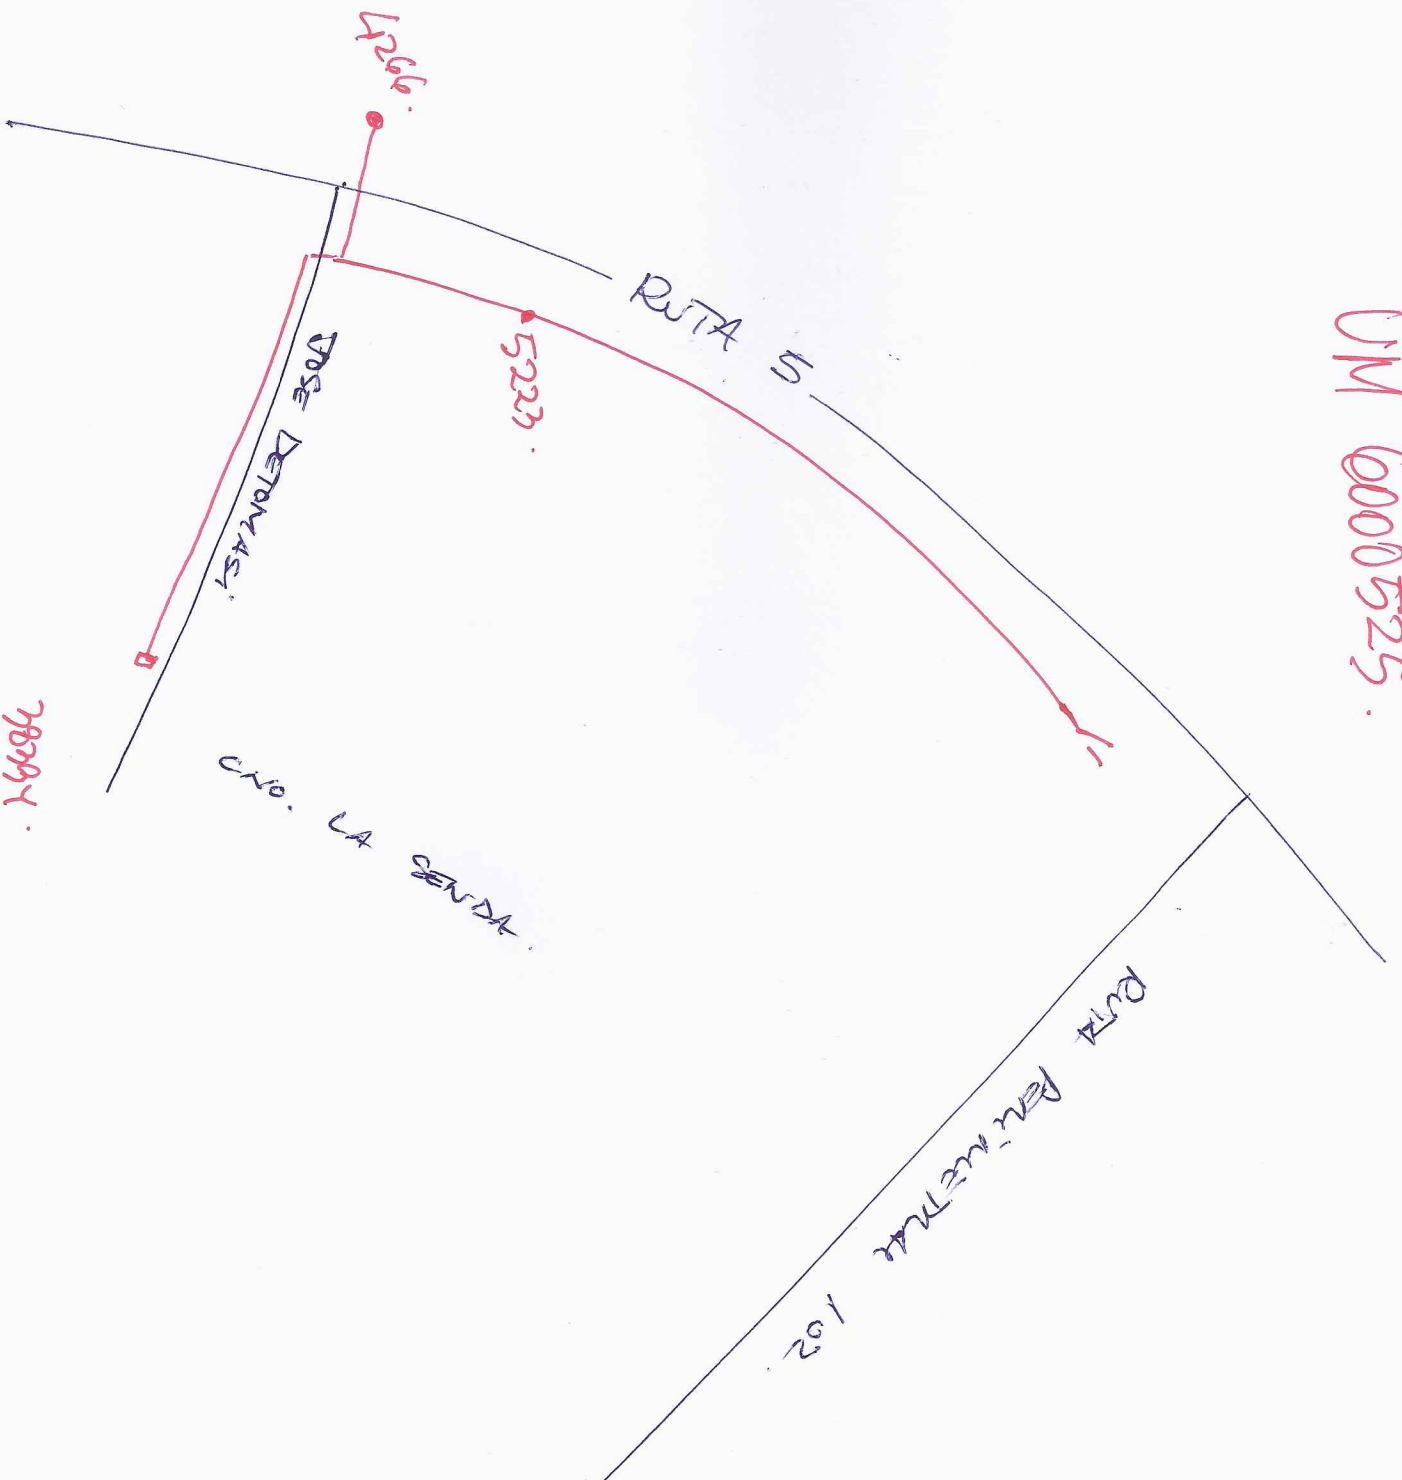 UM 6000525.
4266.
RUTA 5
5223.
JOSE DETOMASI.
CNO. LA SENDA.
RUTA PERIMETRAL 102.